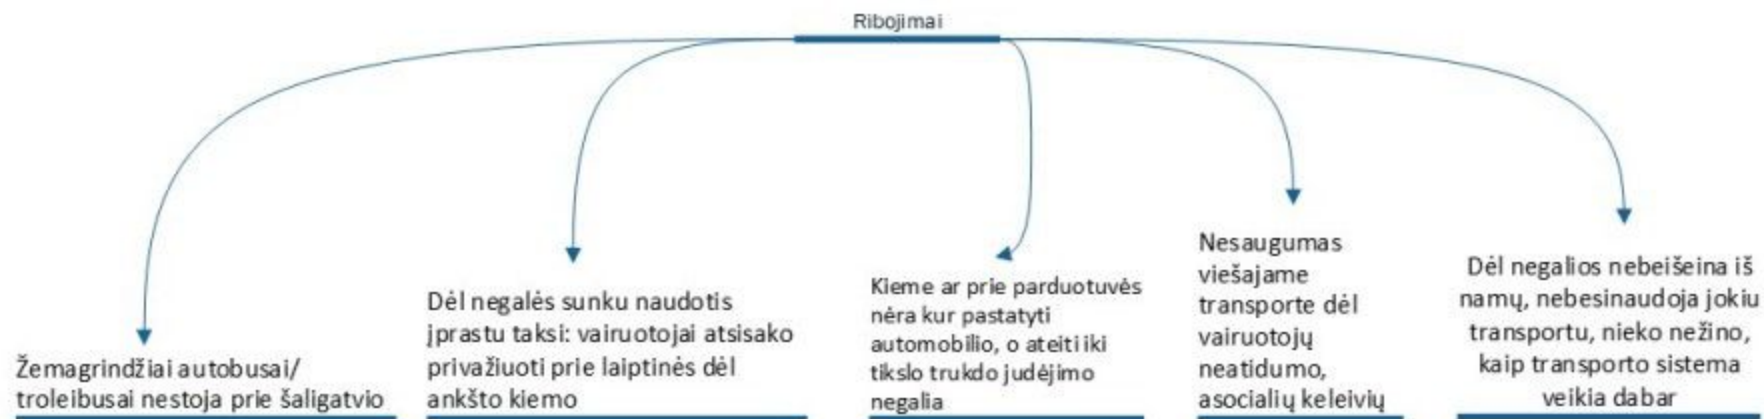 Ribojimai
Žemagrindžiai autobusai/
troleibusai nestoja prie šaligatvio
Dėl negalės sunku naudotis
įprastu taksi: vairuotojai atsisako
privažiuoti prie laiptinės dėl
ankšto kiemo
Kieme ar prie parduotuvės
nėra kur pastatyti
automobilio, o ateiti iki
tikslo trukdo judėjimo
negalia
Nesaugumas
viešajame
transporte dėl
vairuotojų
neatidumo,
asocialių keleivių
Dėl negalios nebeišeina iš
namų, nebesinaudoja jokiu
transportu, nieko nežino,
kaip transporto sistema
veikia dabar